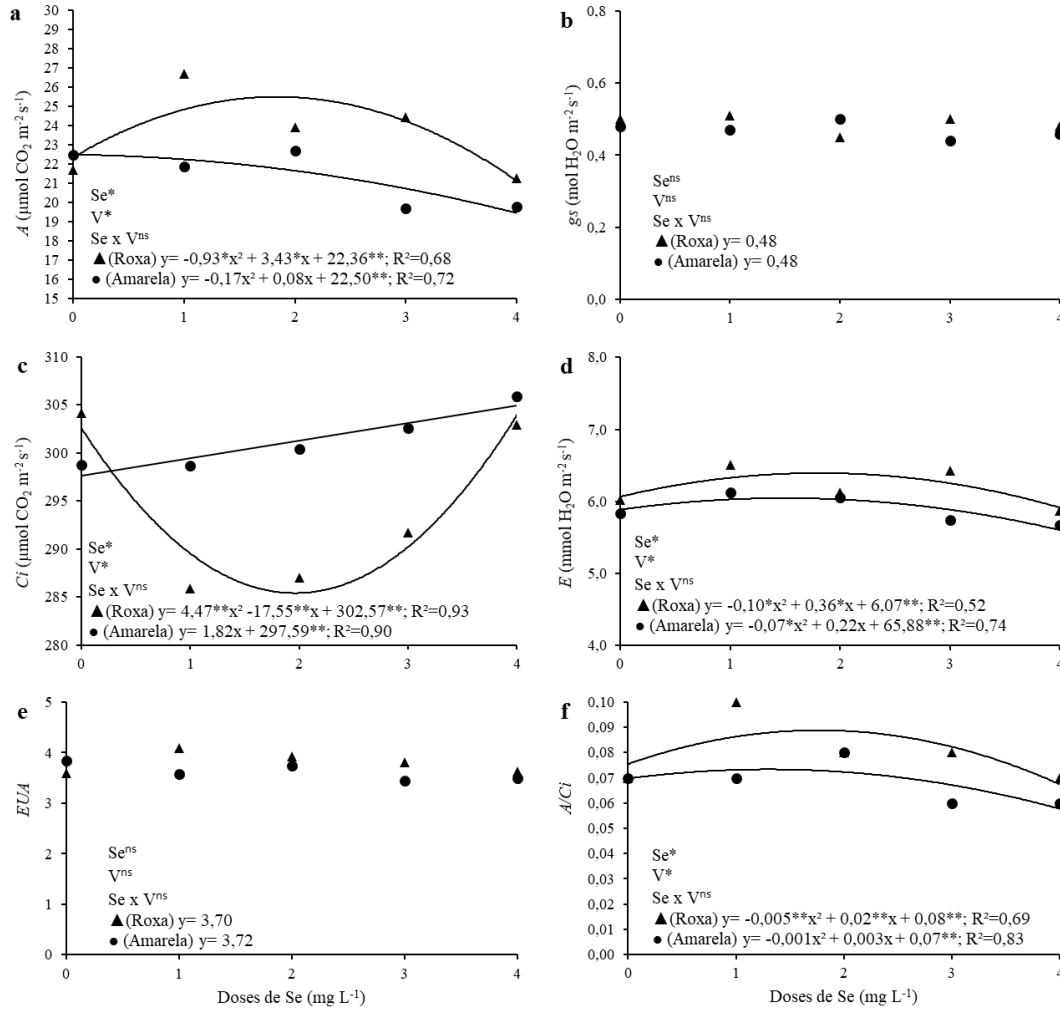 a
A (µmol CO₂ m⁻² s⁻¹)
30
29
28
27
26
25
24
23
22
21
20
19
18
17
16
15
Se*
V*
Se x Vⁿˢ
▲ (Roxa) y= -0,93*x² + 3,43*x + 22,36**; R²=0,68
● (Amarela) y= -0,17x² + 0,08x + 22,50**; R²=0,72
0 1 2 3 4
b
gs (mol H₂O m⁻² s⁻¹)
0,8
0,6
0,4
0,2
0,0
Seⁿˢ
Vⁿˢ
Se x Vⁿˢ
▲ (Roxa) y= 0,48
● (Amarela) y= 0,48
0 1 2 3 4
c
Ci (µmol CO₂ m⁻² s⁻¹)
310
305
300
295
290
285
280
Se*
V*
Se x Vⁿˢ
▲ (Roxa) y= 4,47**x² -17,55**x + 302,57**; R²=0,93
● (Amarela) y= 1,82x + 297,59**; R²=0,90
0 1 2 3 4
d
E (mmol H₂O m⁻² s⁻¹)
8,0
7,0
6,0
5,0
4,0
Se*
V*
Se x Vⁿˢ
▲ (Roxa) y= -0,10*x² + 0,36*x + 6,07**; R²=0,52
● (Amarela) y= -0,07*x² + 0,22x + 65,88**; R²=0,74
0 1 2 3 4
e
EUA
5
4
3
2
1
0
Seⁿˢ
Vⁿˢ
Se x Vⁿˢ
▲ (Roxa) y= 3,70
● (Amarela) y= 3,72
0 1 2 3 4
Doses de Se (mg L⁻¹)
f
A/Ci
0,10
0,09
0,08
0,07
0,06
0,05
0,04
0,03
0,02
0,01
0,00
Se*
V*
Se x Vⁿˢ
▲ (Roxa) y= -0,005**x² + 0,02**x + 0,08**; R²=0,69
● (Amarela) y= -0,001x² + 0,003x + 0,07**; R²=0,83
0 1 2 3 4
Doses de Se (mg L⁻¹)